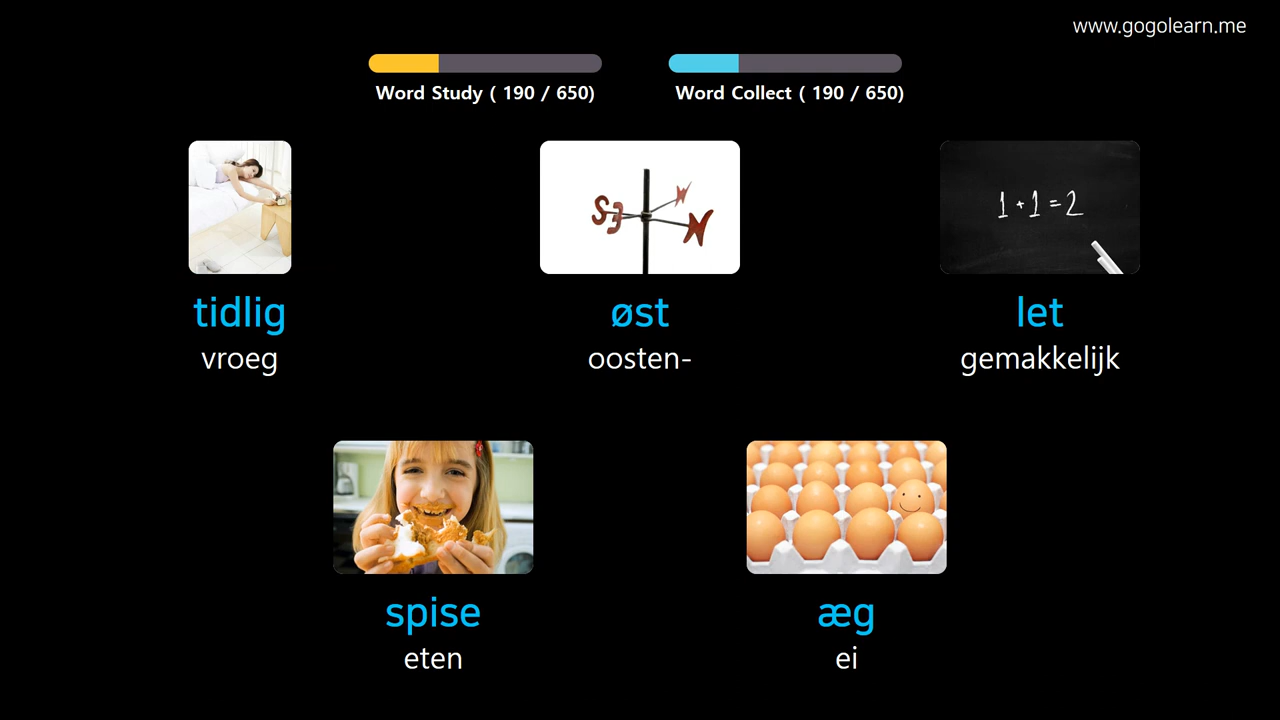 www.gogolearn.me
Word Study ( 190 / 650)
Word Collect ( 190 / 650)
1 + 1 = 2
tidlig
vroeg
øst
oosten-
let
gemakkelijk
spise
eten
æg
ei